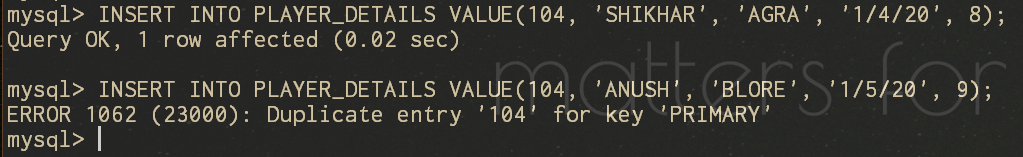 mysql> INSERT INTO PLAYER_DETAILS VALUE(104, 'SHIKHAR', 'AGRA', '1/4/20', 8);
Query OK, 1 row affected (0.02 sec)
matters for
mysql> INSERT INTO PLAYER_DETAILS VALUE(104, 'ANUSH', 'BLORE', '1/5/20', 9);
ERROR 1062 (23000): Duplicate entry '104' for key 'PRIMARY'
mysql>